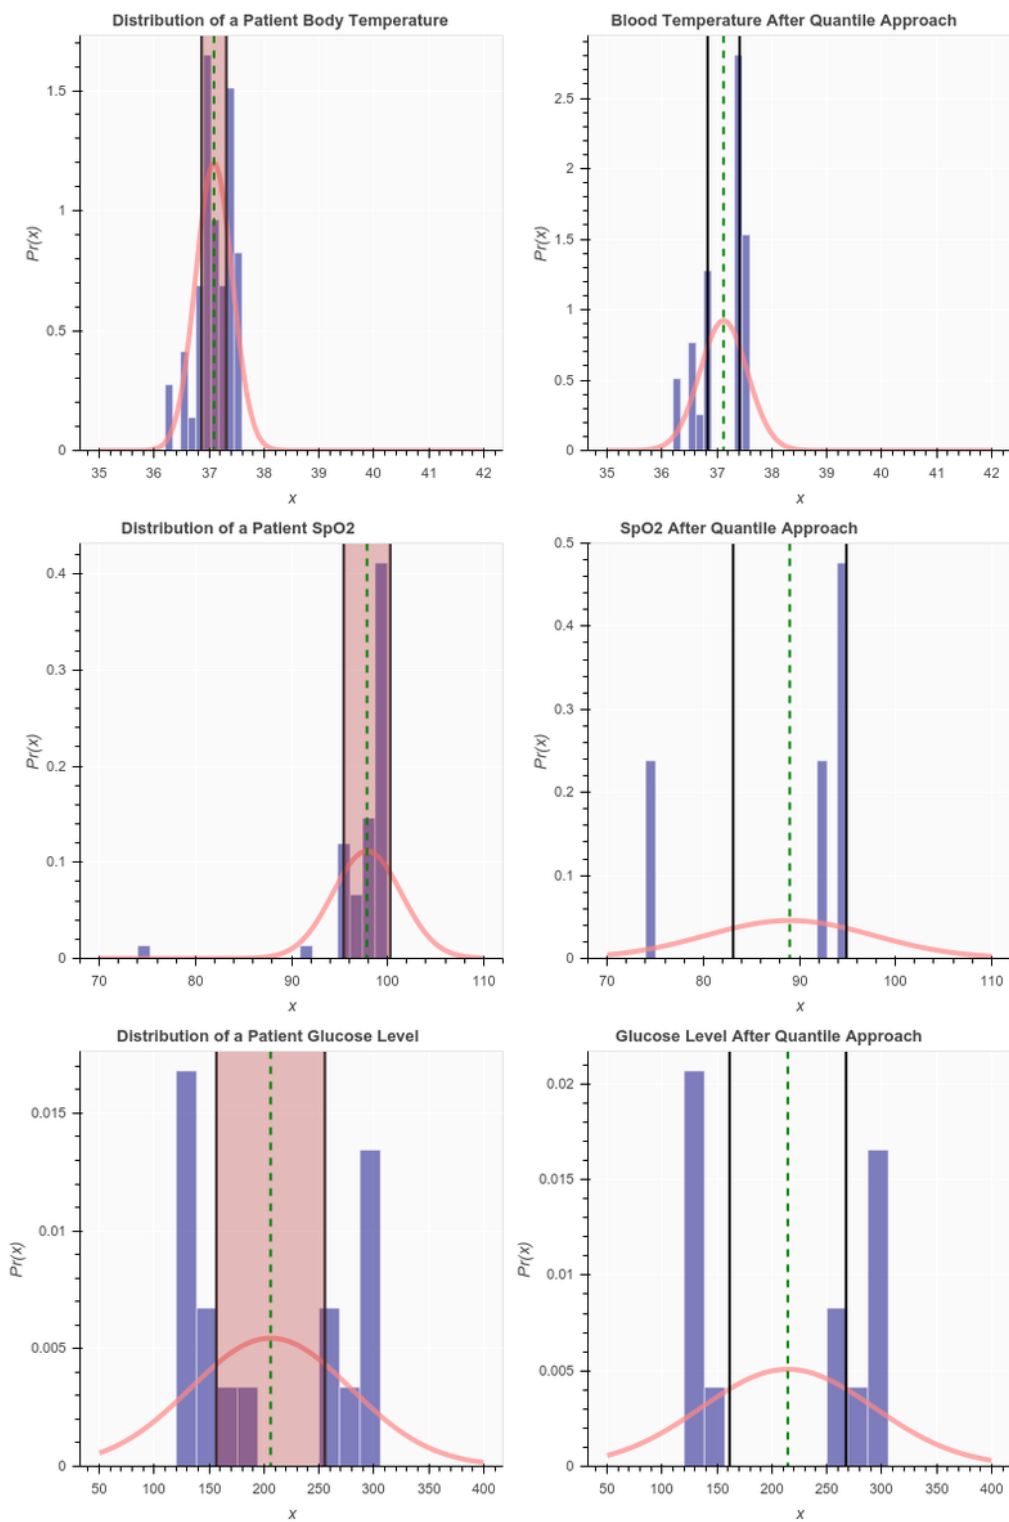 Distribution of a Patient Body Temperature
Pr(x)
1.5
1
0.5
0
35 36 37 38 39 40 41 42
x
Blood Temperature After Quantile Approach
Pr(x)
2.5
2
1.5
1
0.5
0
35 36 37 38 39 40 41 42
x
Distribution of a Patient SpO2
Pr(x)
0.4
0.3
0.2
0.1
0
70 80 90 100 110
x
SpO2 After Quantile Approach
Pr(x)
0.5
0.4
0.3
0.2
0.1
0
70 80 90 100 110
x
Distribution of a Patient Glucose Level
Pr(x)
0.015
0.01
0.005
0
50 100 150 200 250 300 350 400
x
Glucose Level After Quantile Approach
Pr(x)
0.02
0.015
0.01
0.005
0
50 100 150 200 250 300 350 400
x